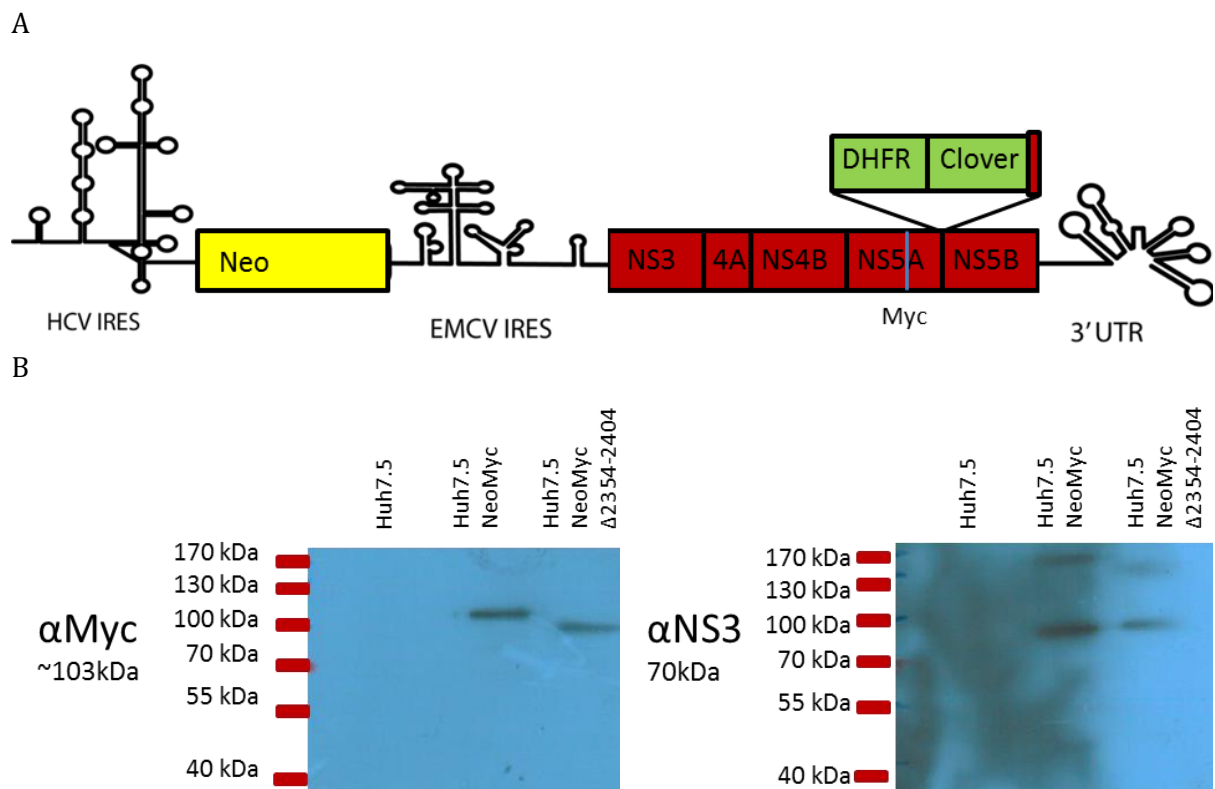 A
DHFR Clover
Neo
NS3 4A NS4B NS5A NS5B
HCV IRES
EMCV IRES
Myc
3’UTR
B
Huh7.5
Huh7.5
NeoMyc
Huh7.5
NeoMyc
Δ2354-2404
170 kDa
130 kDa
100 kDa
70 kDa
55 kDa
40 kDa
αMyc
~103kDa
Huh7.5
Huh7.5
NeoMyc
Huh7.5
NeoMyc
Δ2354-2404
170 kDa
130 kDa
100 kDa
70 kDa
55 kDa
40 kDa
αNS3
70kDa